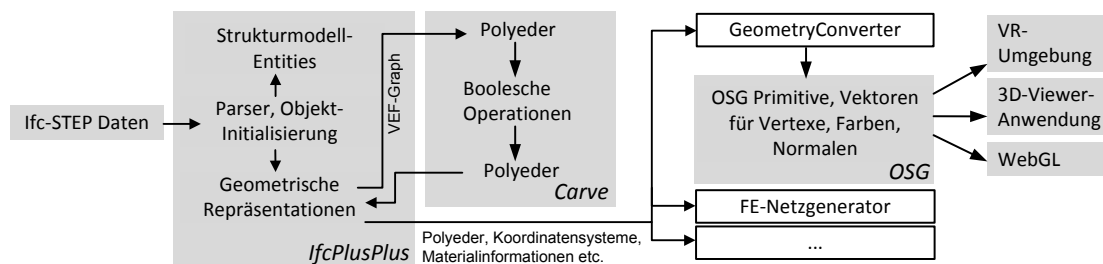 Ifc-STEP Daten
Strukturmodell-
Entities
Parser, Objekt-
Initialisierung
Geometrische
Repräsentationen
IfcPlusPlus
VEF-Graph
Polyeder
Boolesche
Operationen
Polyeder
Carve
Polyeder, Koordinatensysteme,
Materialinformationen etc.
GeometryConverter
OSG Primitive, Vektoren
für Vertexe, Farben,
Normalen
OSG
FE-Netzgenerator
...
VR-
Umgebung
3D-Viewer-
Anwendung
WebGL